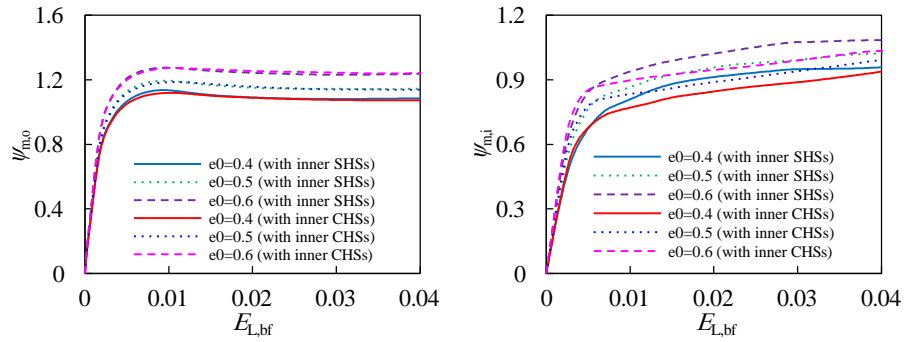 1.6
1.2
0.8
0.4
0
ψm,o
e0=0.4 (with inner SHSs)
e0=0.5 (with inner SHSs)
e0=0.6 (with inner SHSs)
e0=0.4 (with inner CHSs)
e0=0.5 (with inner CHSs)
e0=0.6 (with inner CHSs)
0 0.01 0.02 0.03 0.04
EL,bf
1.2
0.9
0.6
0.3
0
ψm,i
e0=0.4 (with inner SHSs)
e0=0.5 (with inner SHSs)
e0=0.6 (with inner SHSs)
e0=0.4 (with inner CHSs)
e0=0.5 (with inner CHSs)
e0=0.6 (with inner CHSs)
0 0.01 0.02 0.03 0.04
EL,bf